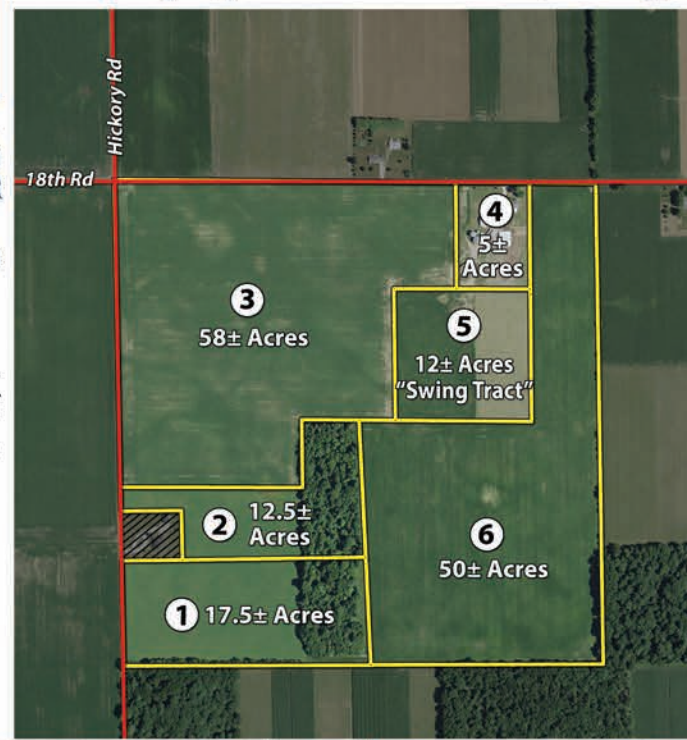 Hickory Rd
18th Rd
4
5± 
Acres
3
58± Acres
5
12± Acres
"Swing Tract"
2
12.5±
Acres
6
50± Acres
1
17.5± Acres